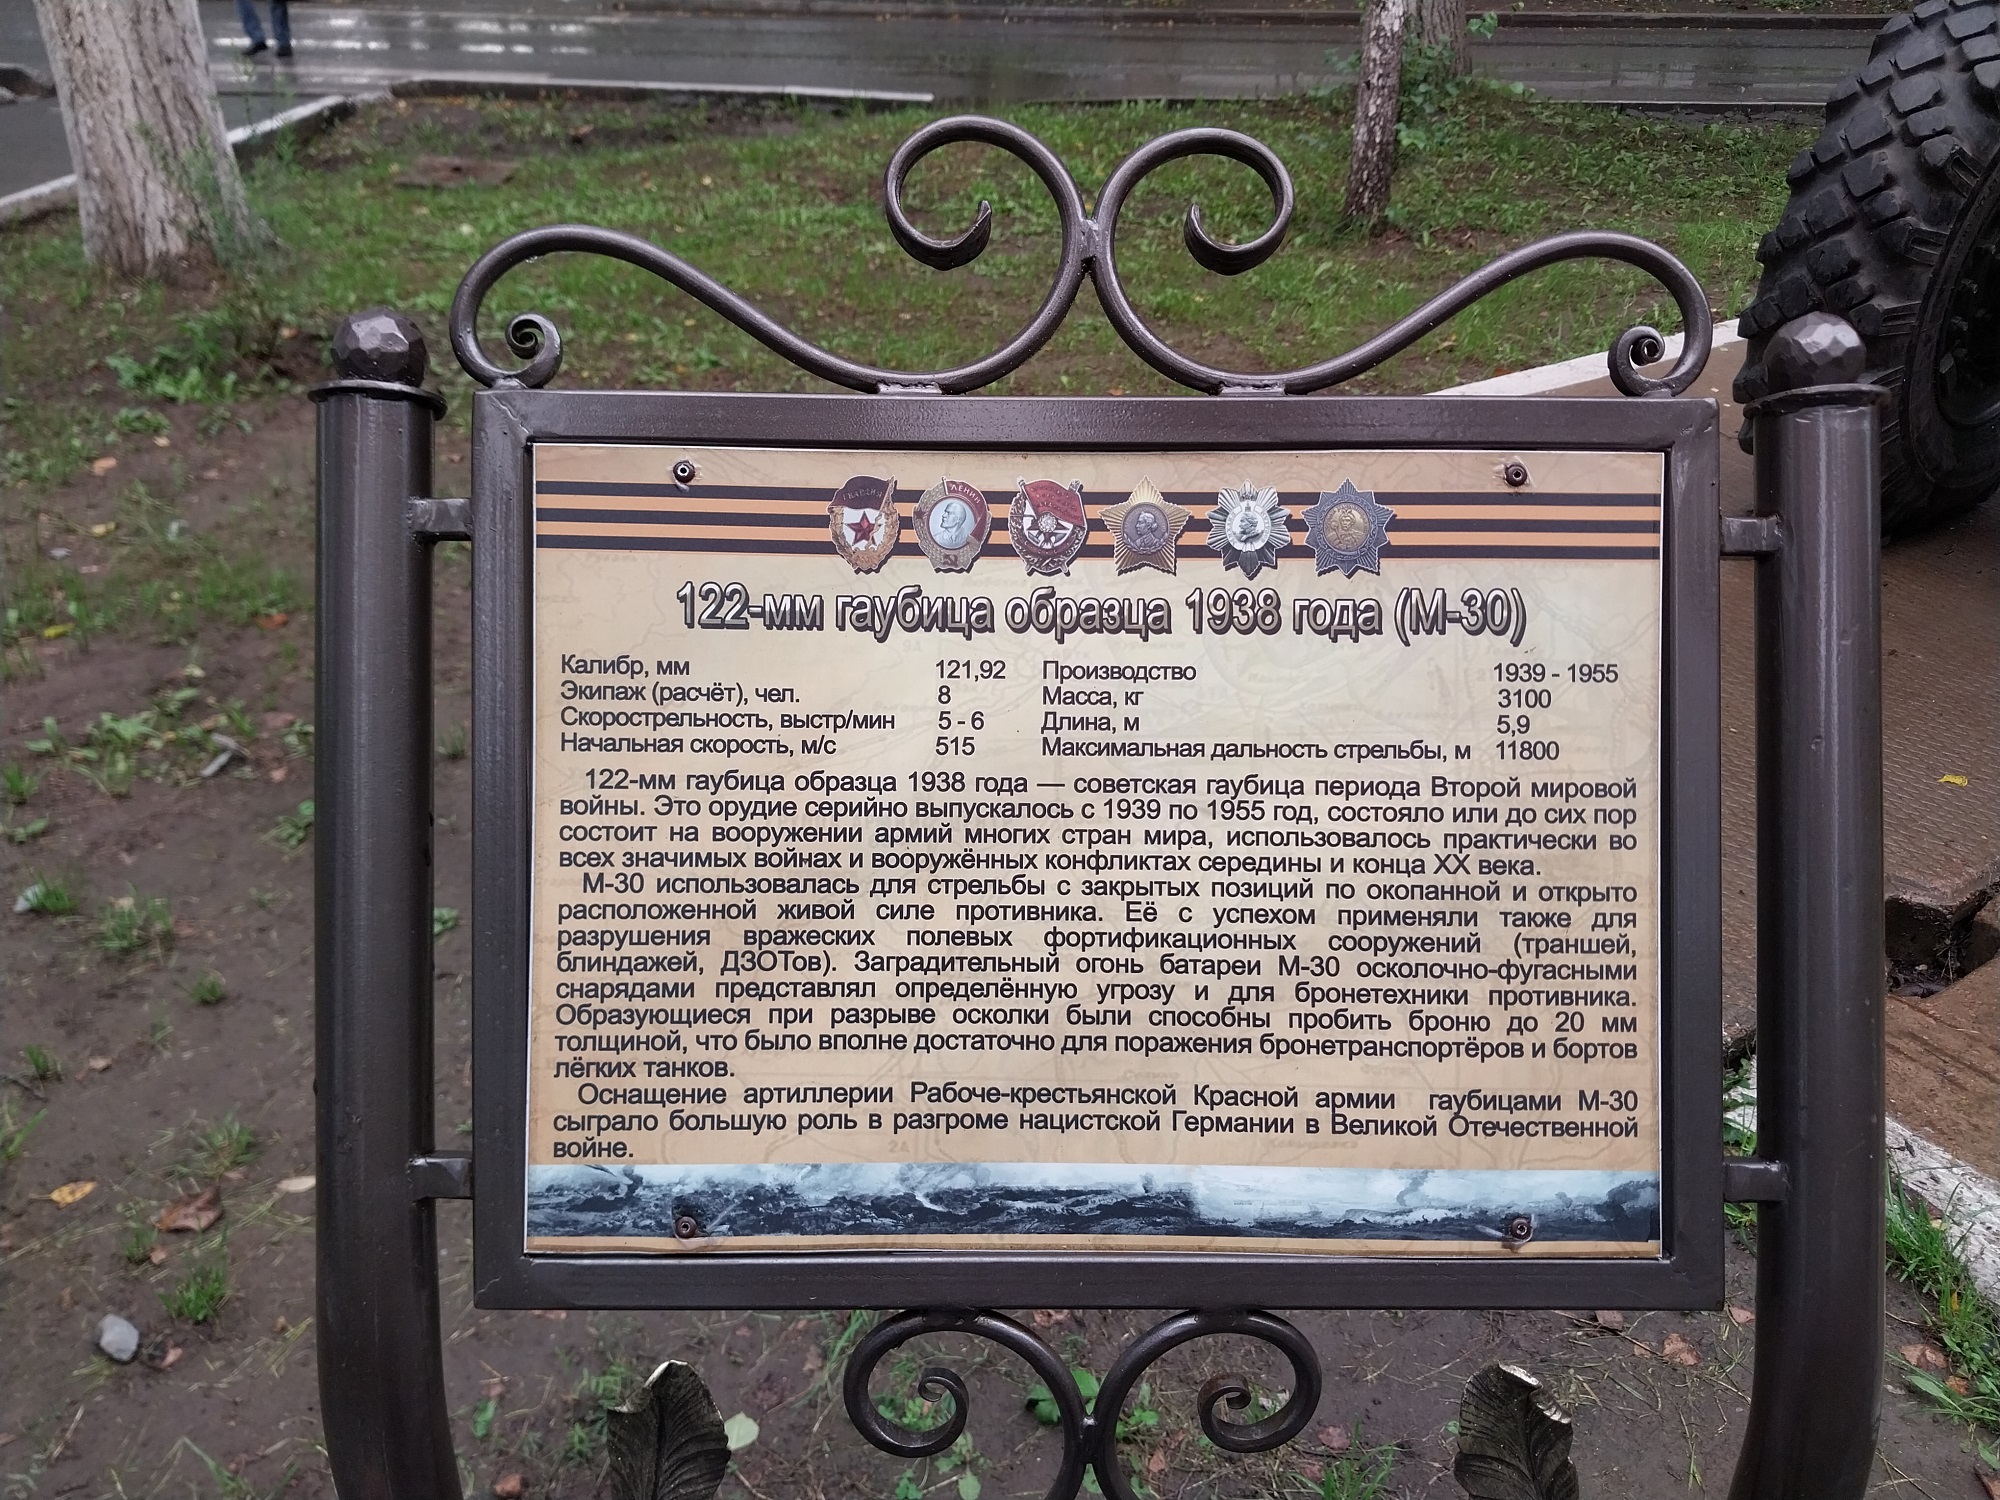 ГВАРДИЯ
ЛЕНИН
122-мм гаубица образца 1938 года (М-30)
Калибр, мм 121,92 Производство 1939 - 1955
Экипаж (расчёт), чел. 8 Масса, кг 3100
Скорострельность, выстр/мин 5 - 6 Длина, м 5,9
Начальная скорость, м/с 515 Максимальная дальность стрельбы, м 11800
122-мм гаубица образца 1938 года — советская гаубица периода Второй мировой
войны. Это орудие серийно выпускалось с 1939 по 1955 год, состояло или до сих пор
состоит на вооружении армий многих стран мира, использовалось практически во
всех значимых войнах и вооружённых конфликтах середины и конца XX века.
М-30 использовалась для стрельбы с закрытых позиций по окопанной и открыто
расположенной живой силе противника. Её с успехом применяли также для
разрушения вражеских полевых фортификационных сооружений (траншей,
блиндажей, ДЗОТов). Заградительный огонь батареи М-30 осколочно-фугасными
снарядами представлял определённую угрозу и для бронетехники противника.
Образующиеся при разрыве осколки были способны пробить броню до 20 мм
толщиной, что было вполне достаточно для поражения бронетранспортёров и бортов
лёгких танков.
Оснащение артиллерии Рабоче-крестьянской Красной армии гаубицами М-30
сыграло большую роль в разгроме нацистской Германии в Великой Отечественной
войне.